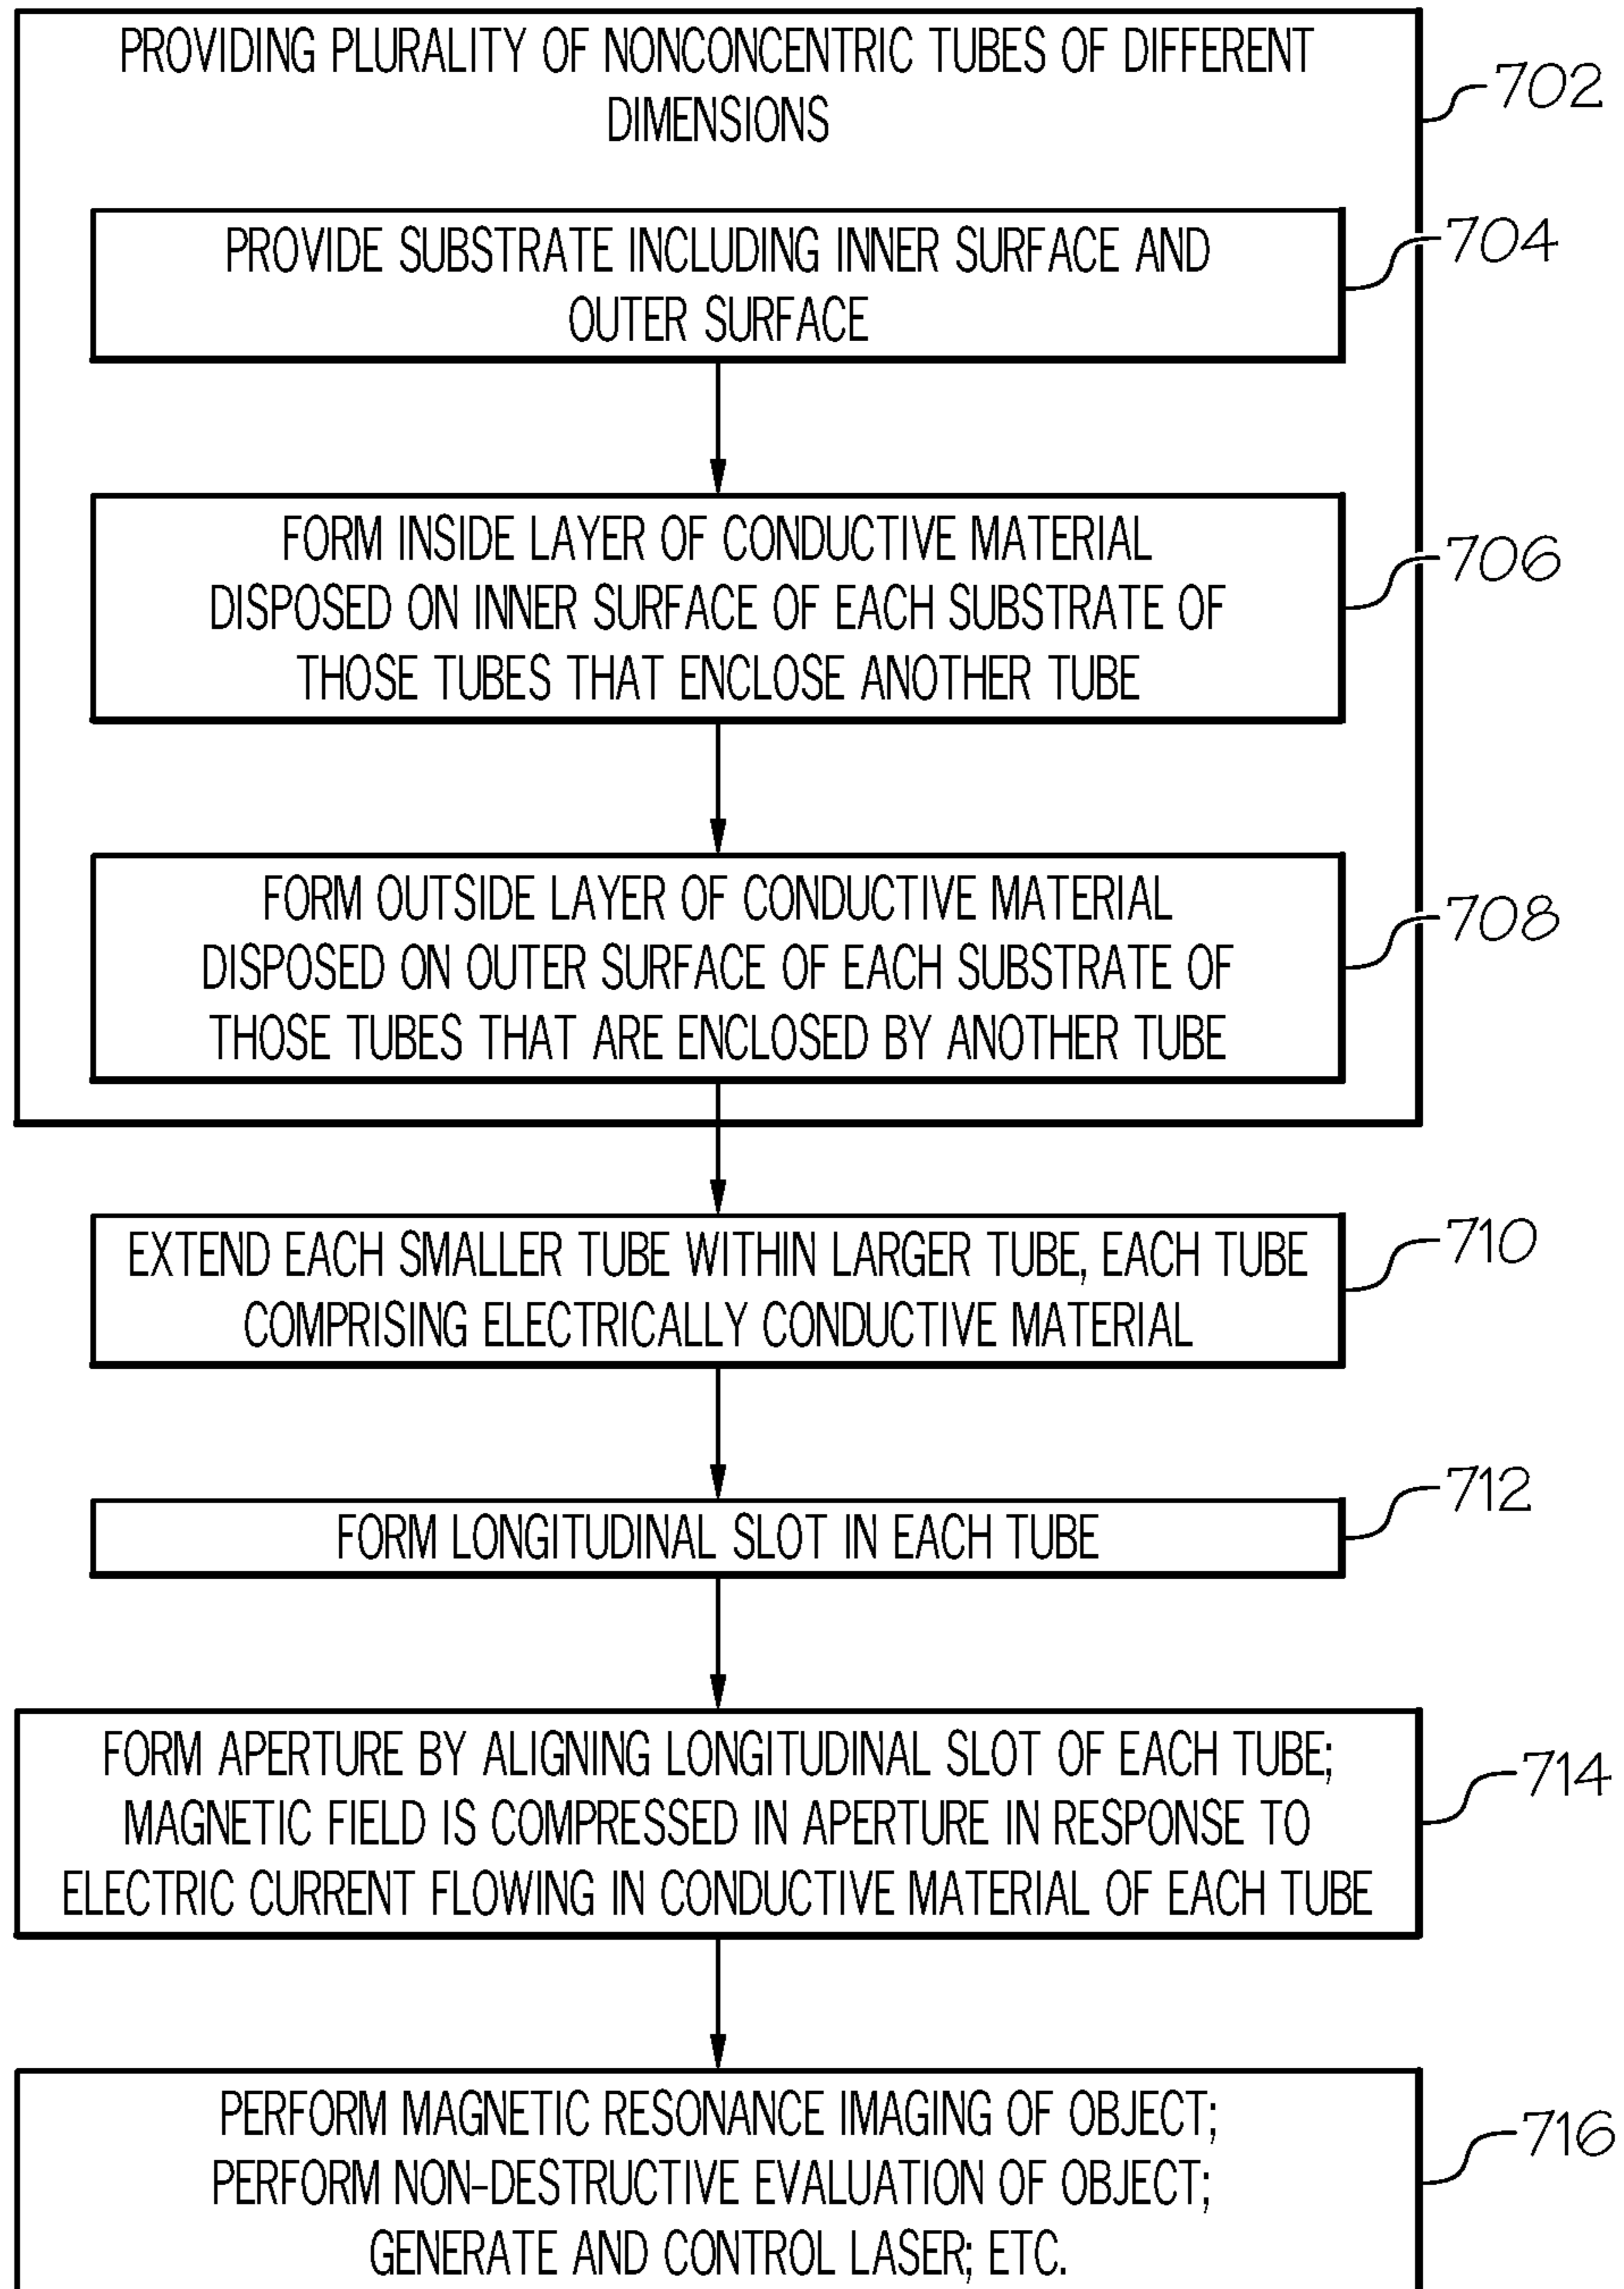 PROVIDING PLURALITY OF NONCONCENTRIC TUBES OF DIFFERENT
DIMENSIONS
702
PROVIDE SUBSTRATE INCLUDING INNER SURFACE AND
OUTER SURFACE
704
FORM INSIDE LAYER OF CONDUCTIVE MATERIAL
DISPOSED ON INNER SURFACE OF EACH SUBSTRATE OF
THOSE TUBES THAT ENCLOSE ANOTHER TUBE
706
FORM OUTSIDE LAYER OF CONDUCTIVE MATERIAL
DISPOSED ON OUTER SURFACE OF EACH SUBSTRATE OF
THOSE TUBES THAT ARE ENCLOSED BY ANOTHER TUBE
708
EXTEND EACH SMALLER TUBE WITHIN LARGER TUBE, EACH TUBE
COMPRISING ELECTRICALLY CONDUCTIVE MATERIAL
710
FORM LONGITUDINAL SLOT IN EACH TUBE
712
FORM APERTURE BY ALIGNING LONGITUDINAL SLOT OF EACH TUBE;
MAGNETIC FIELD IS COMPRESSED IN APERTURE IN RESPONSE TO
ELECTRIC CURRENT FLOWING IN CONDUCTIVE MATERIAL OF EACH TUBE
714
PERFORM MAGNETIC RESONANCE IMAGING OF OBJECT;
PERFORM NON-DESTRUCTIVE EVALUATION OF OBJECT;
GENERATE AND CONTROL LASER; ETC.
716